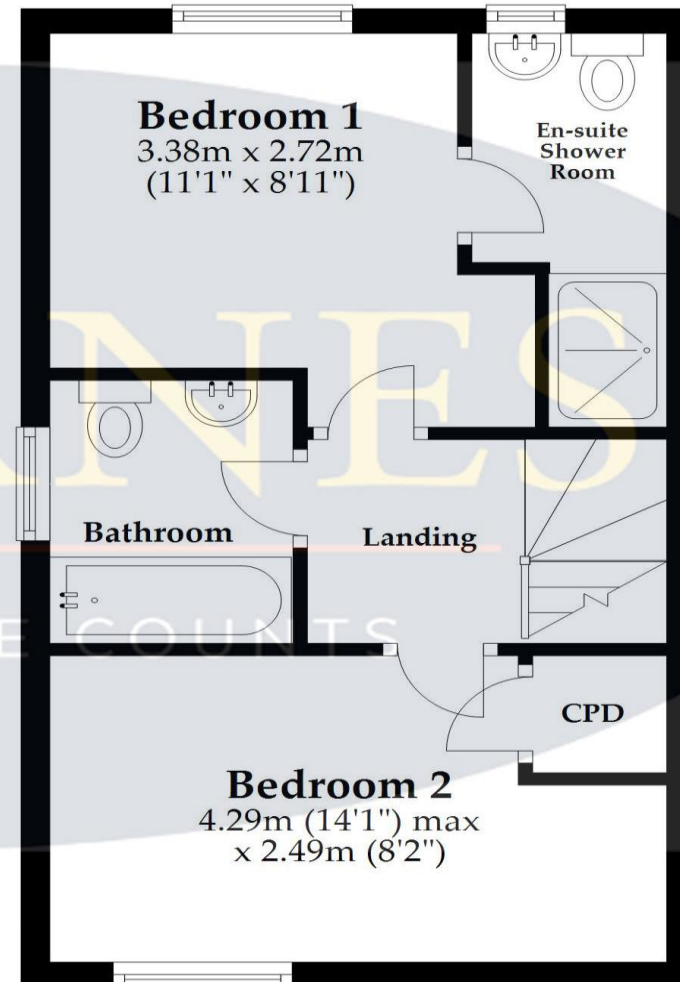 Bedroom 1
3.38m x 2.72m
(11'1" x 8'11")
En-suite
Shower
Room
ANES
Bathroom
Landing
E COUNTS
CPD
Bedroom 2
4.29m (14'1") max
x 2.49m (8'2")